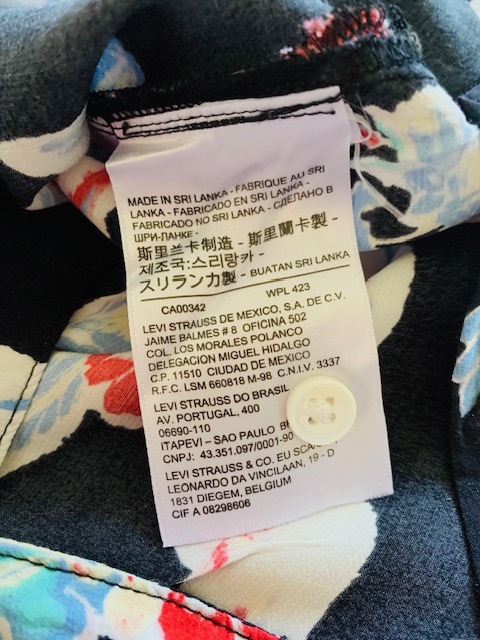 MADE IN SRI LANKA - FABRIQUE AU SRI
LANKA - FABRICADO EN SRI LANKA -
FABRICADO NO SRI LANKA - СДЕЛАНО В
ШРИ-ЛАНКЕ -
斯里兰卡制造 - 斯里蘭卡製 -
제조국:스리랑카 -
スリランカ製 - BUATAN SRI LANKA
CA00342 WPL 423
LEVI STRAUSS DE MEXICO, S.A. DE C.V.
JAIME BALMES # 8 OFICINA 502
COL. LOS MORALES POLANCO
DELEGACION MIGUEL HIDALGO
C.P. 11510 CIUDAD DE MEXICO
R.F.C. LSM 660818 M-98 C.N.I.V. 3337
LEVI STRAUSS DO BRASIL
AV. PORTUGAL, 400
06690-110
ITAPEVI – SAO PAULO
CNPJ: 43.351.097/0001-90
LEVI STRAUSS & CO. EU
LEONARDO DA VINCILAAN, 19 - D
1831 DIEGEM, BELGIUM
CIF A 08298606